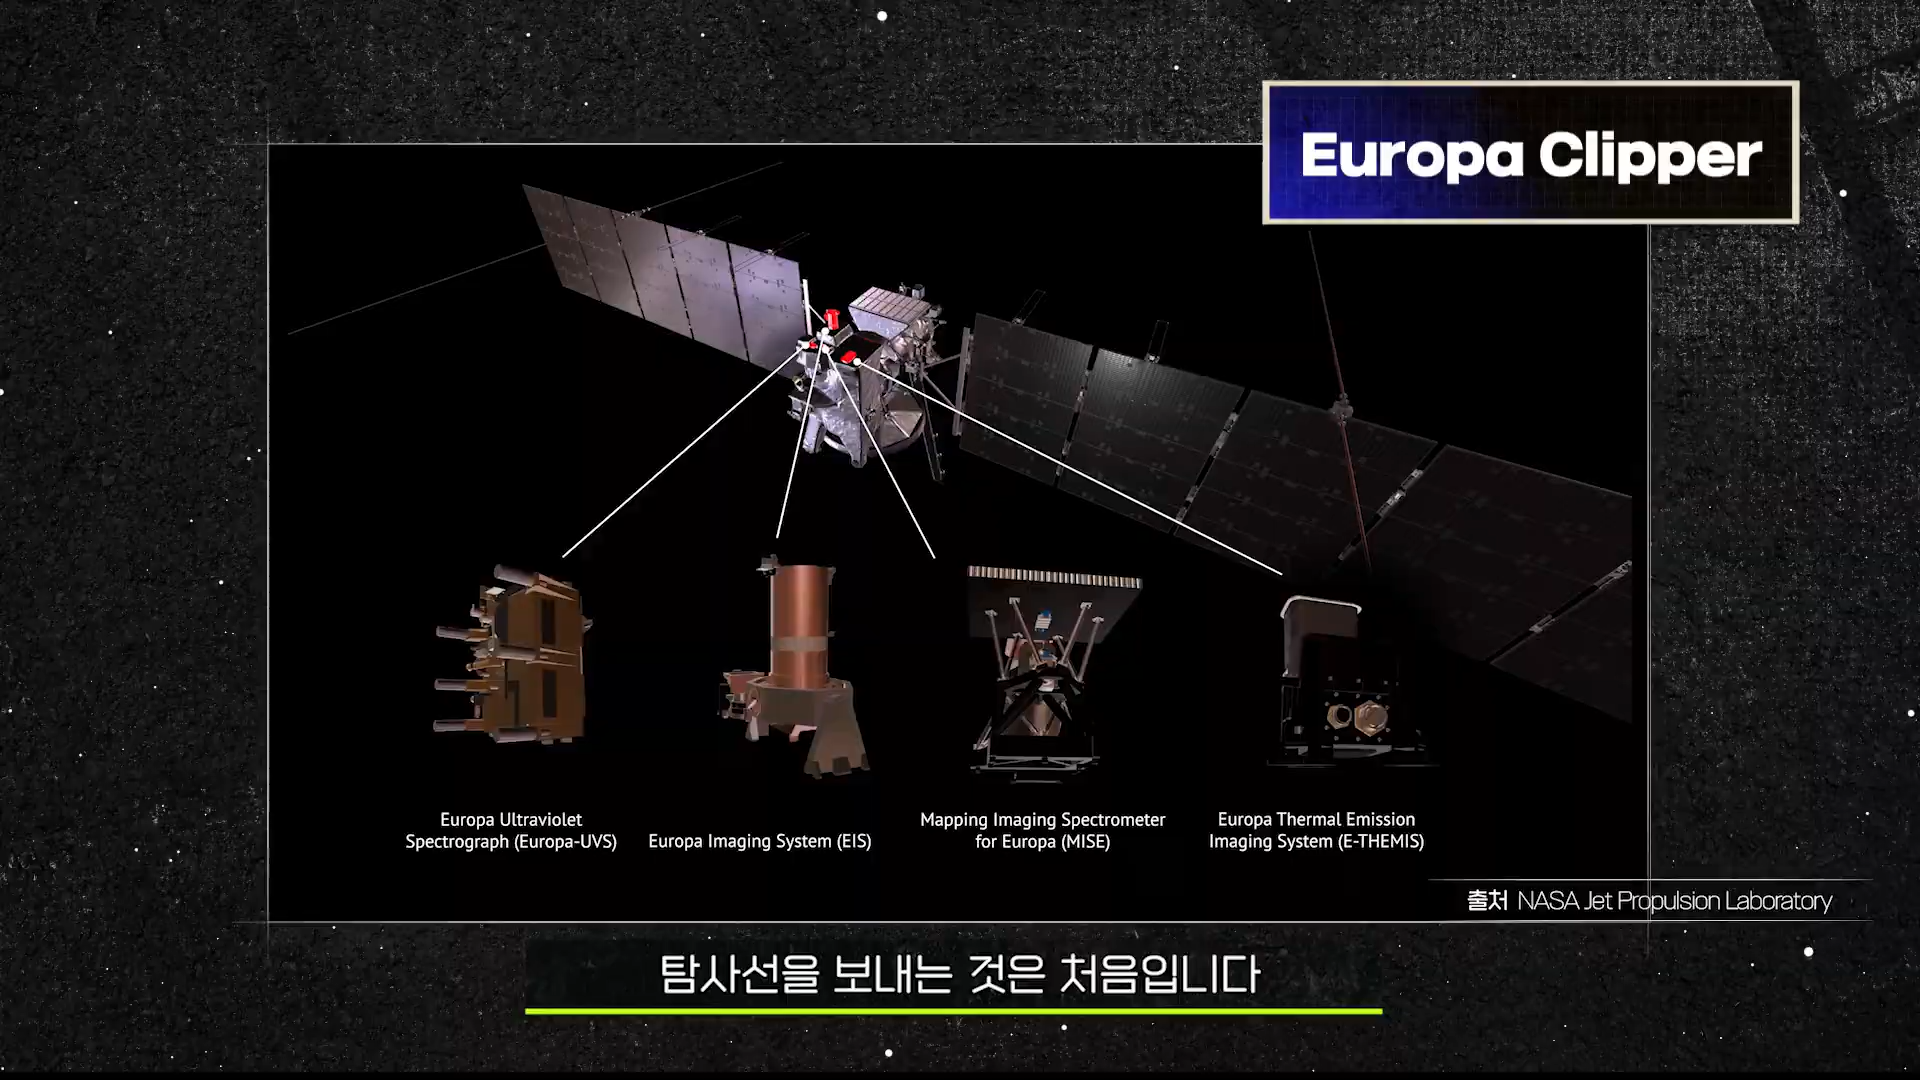 Europa Clipper
Europa Ultraviolet
Spectrograph (Europa-UVS)
Europa Imaging System (EIS)
Mapping Imaging Spectrometer
for Europa (MISE)
Europa Thermal Emission
Imaging System (E-THEMIS)
출처 NASA Jet Propulsion Laboratory
탐사선을 보내는 것은 처음입니다